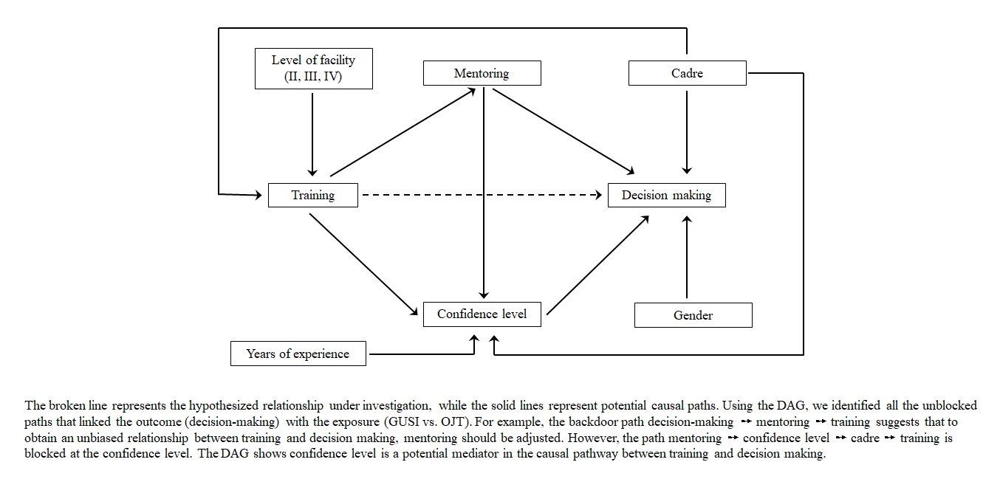 Level of facility
(II, III, IV)
Mentoring
Cadre
Training
Decision making
Confidence level
Gender
Years of experience
The broken line represents the hypothesized relationship under investigation, while the solid lines represent potential causal paths. Using the DAG, we identified all the unblocked
paths that linked the outcome (decision-making) with the exposure (GUSI vs. OJT). For example, the backdoor path decision-making ➙ mentoring ➙ training suggests that to
obtain an unbiased relationship between training and decision making, mentoring should be adjusted. However, the path mentoring ➙ confidence level ➙ cadre ➙ training is
blocked at the confidence level. The DAG shows confidence level is a potential mediator in the causal pathway between training and decision making.